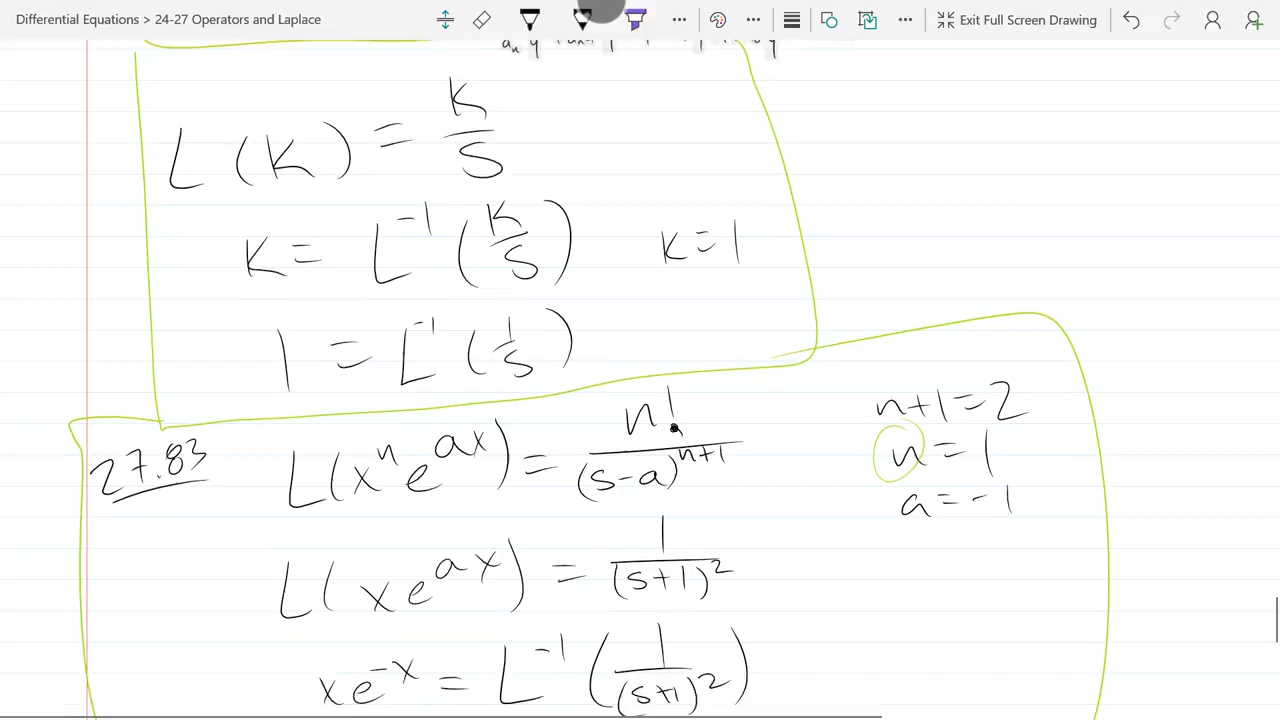 Differential Equations > 24-27 Operators and Laplace
Exit Full Screen Drawing
L(K) = K/S
K = L⁻¹(K/S) K = 1
1 = L⁻¹(1/S)
27.83
L(xⁿe^(ax)) = n!/(s-a)^(n+1)
n+1=2
n = 1
a = -1
L(xe^(ax)) = 1/(s+1)²
xe^(-x) = L⁻¹(1/(s+1)²)